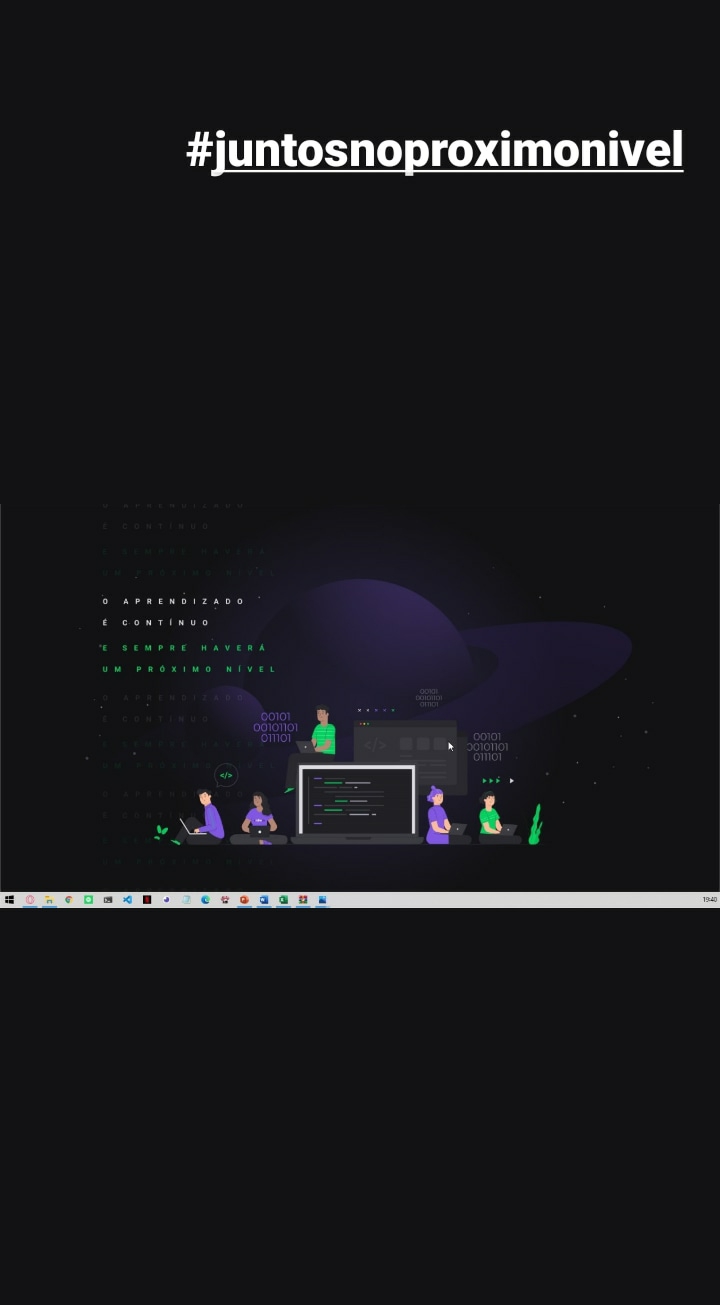 #juntosnoproximonivel
O APRENDIZADO
É CONTÍNUO
E SEMPRE HAVERÁ
UM PRÓXIMO NÍVEL
O APRENDIZADO
É CONTÍNUO
E SEMPRE HAVERÁ
UM PRÓXIMO NÍVEL
O APRENDIZADO
É CONTÍNUO
00101
00101101
011101
00101
00101101
011101
00101
00101101
011101
</>
</>
19:40